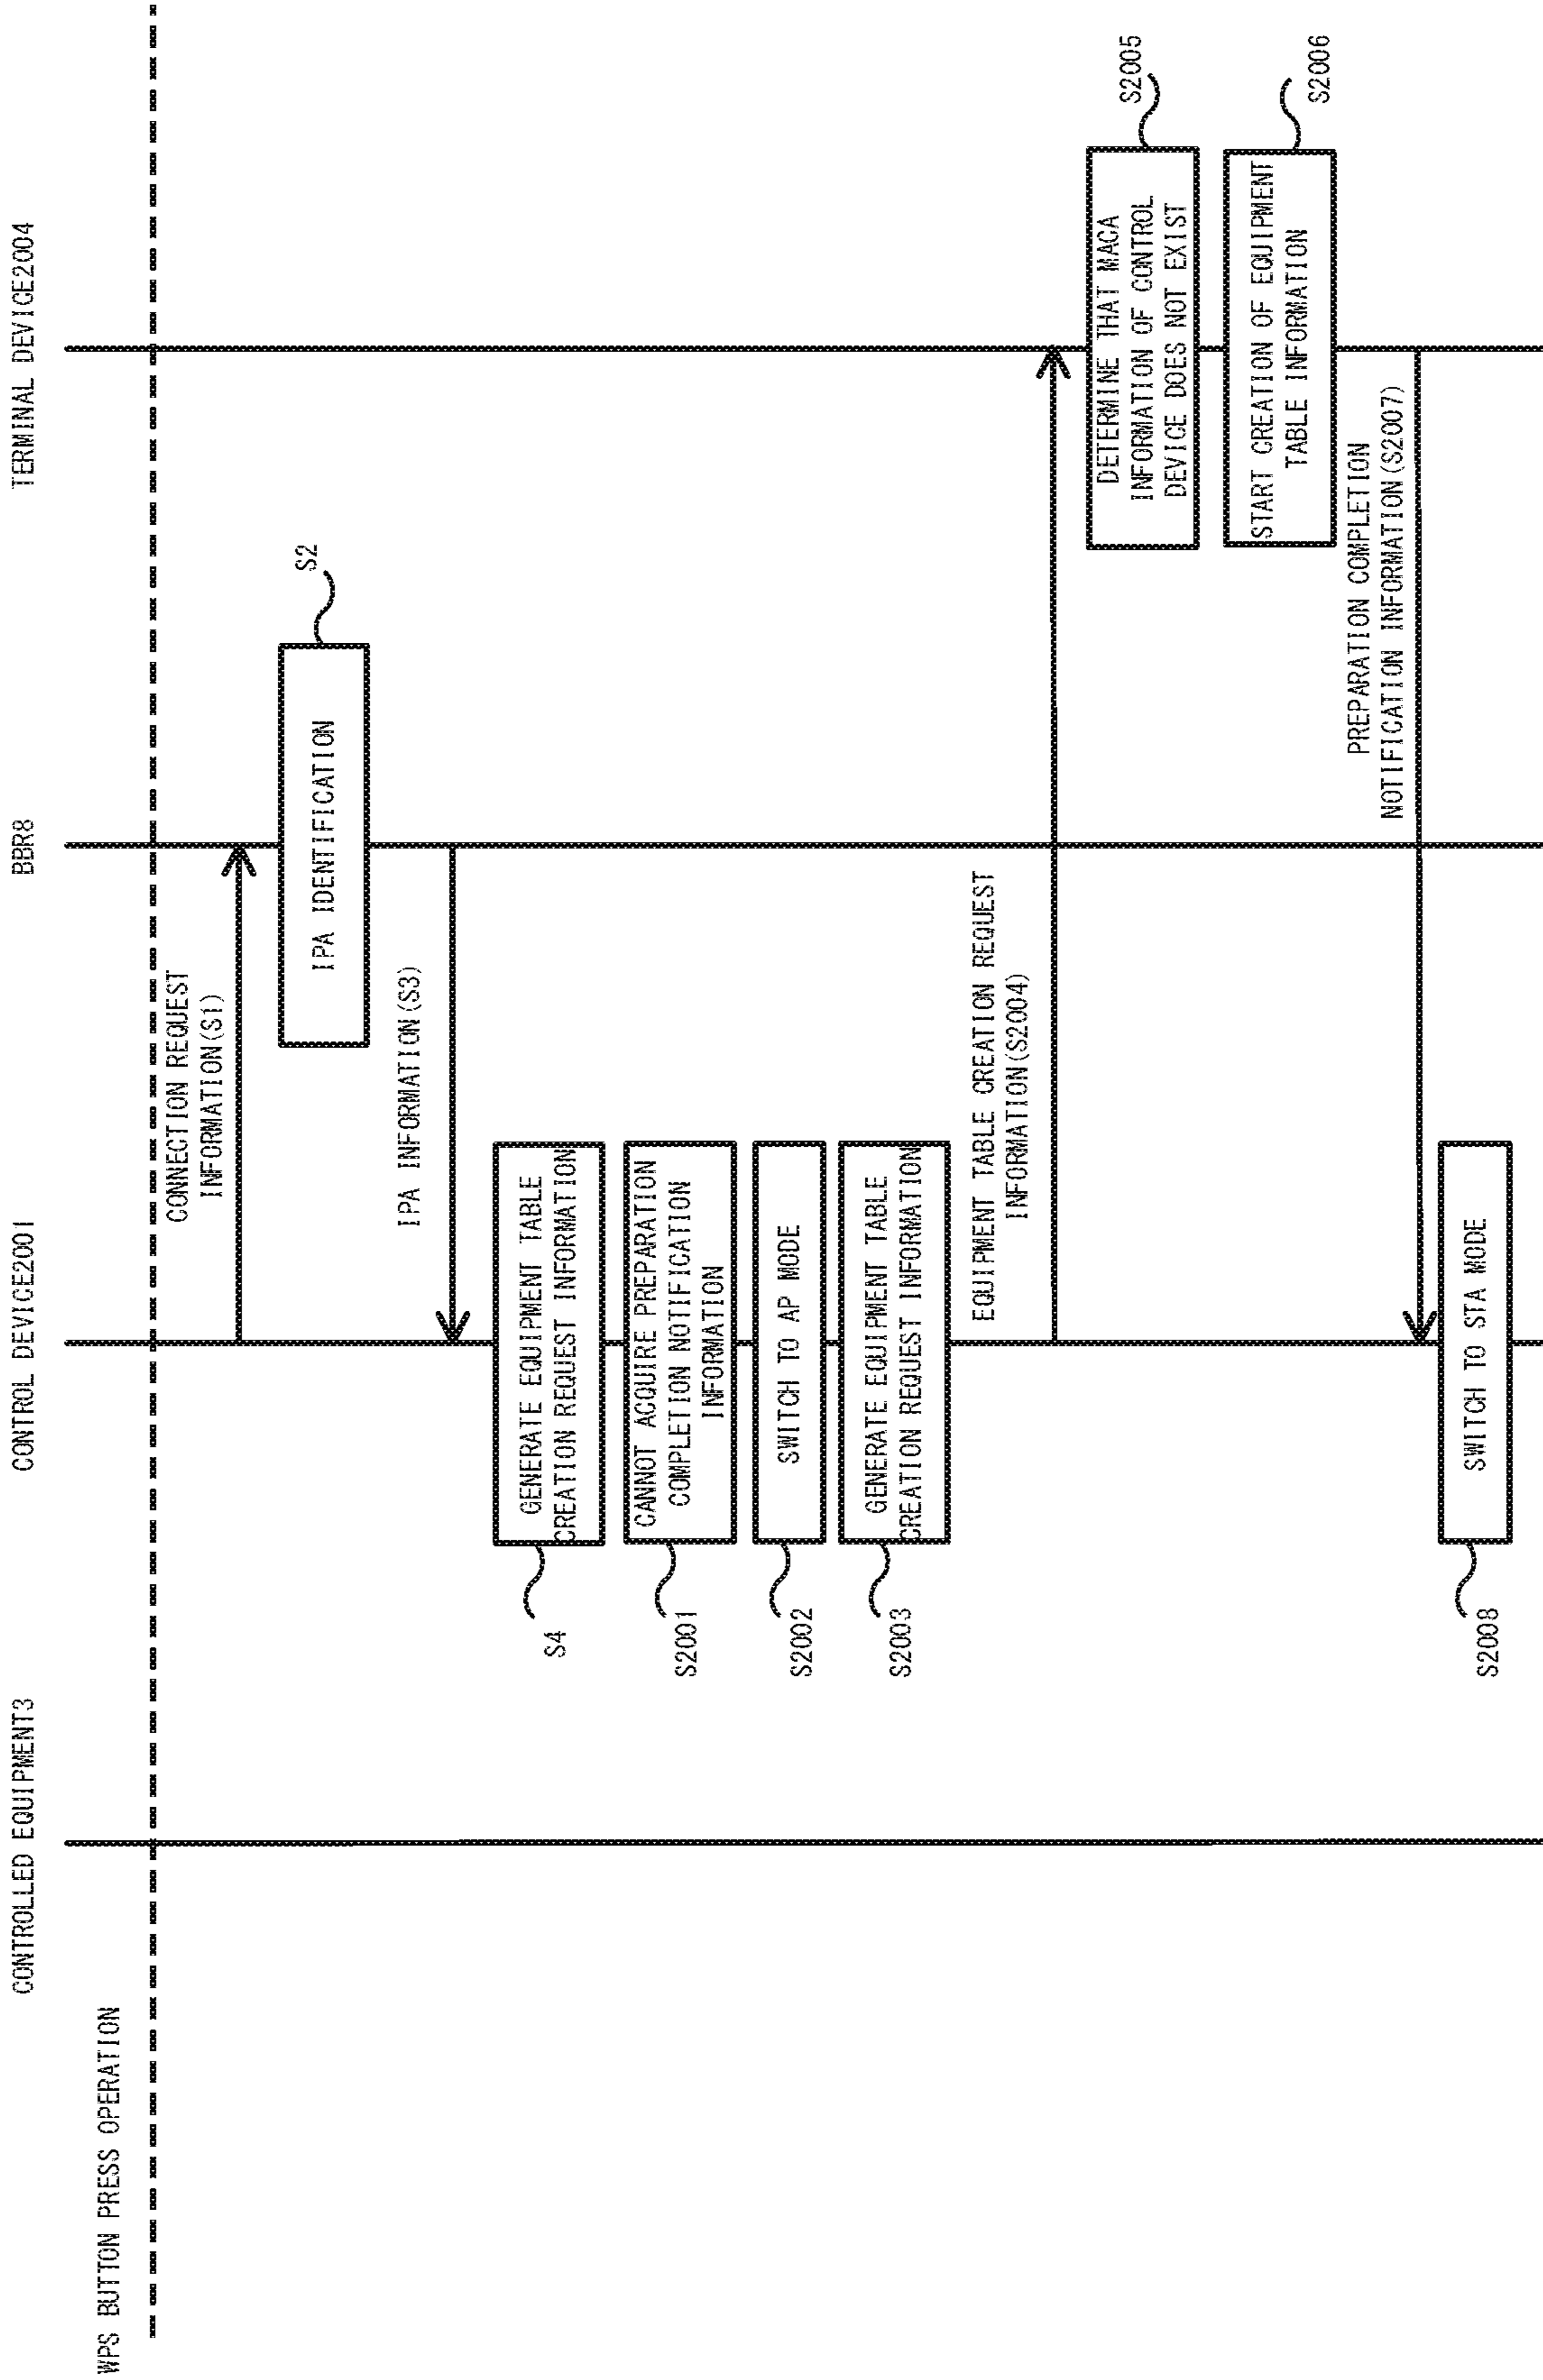 CONTROLLED EQUIPMENT3
CONTROL DEVICE2001
BBR8
TERMINAL DEVICE2004
WPS BUTTON PRESS OPERATION
CONNECTION REQUEST
INFORMATION(S1)
IPA IDENTIFICATION
S2
IPA INFORMATION(S3)
GENERATE EQUIPMENT TABLE
CREATION REQUEST INFORMATION
S4
CANNOT ACQUIRE PREPARATION
COMPLETION NOTIFICATION
INFORMATION
S2001
SWITCH TO AP MODE
S2002
GENERATE EQUIPMENT TABLE
CREATION REQUEST INFORMATION
S2003
EQUIPMENT TABLE CREATION REQUEST
INFORMATION(S2004)
DETERMINE THAT MACA
INFORMATION OF CONTROL
DEVICE DOES NOT EXIST
S2005
START CREATION OF EQUIPMENT
TABLE INFORMATION
S2006
PREPARATION COMPLETION
NOTIFICATION INFORMATION(S2007)
SWITCH TO STA MODE
S2008